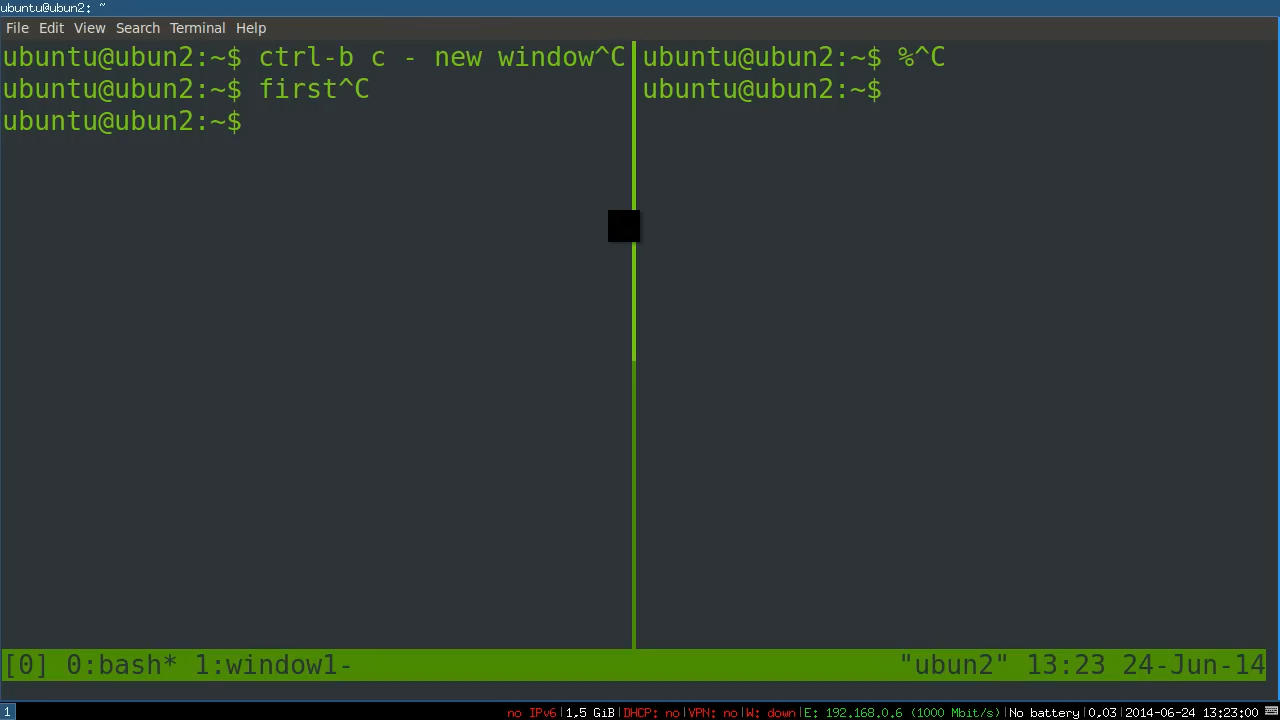 ubuntu@ubun2: ~
File Edit View Search Terminal Help
ubuntu@ubun2:~$ ctrl-b c - new window^C
ubuntu@ubun2:~$ first^C
ubuntu@ubun2:~$
ubuntu@ubun2:~$ %^C
ubuntu@ubun2:~$
[0] 0:bash* 1:window1- "ubun2" 13:23 24-Jun-14
1 no IPv6|1,5 GiB|DHCP: no|VPN: no|W: down|E: 192.168.0.6 (1000 Mbit/s)|No battery|0,03|2014-06-24 13:23:00